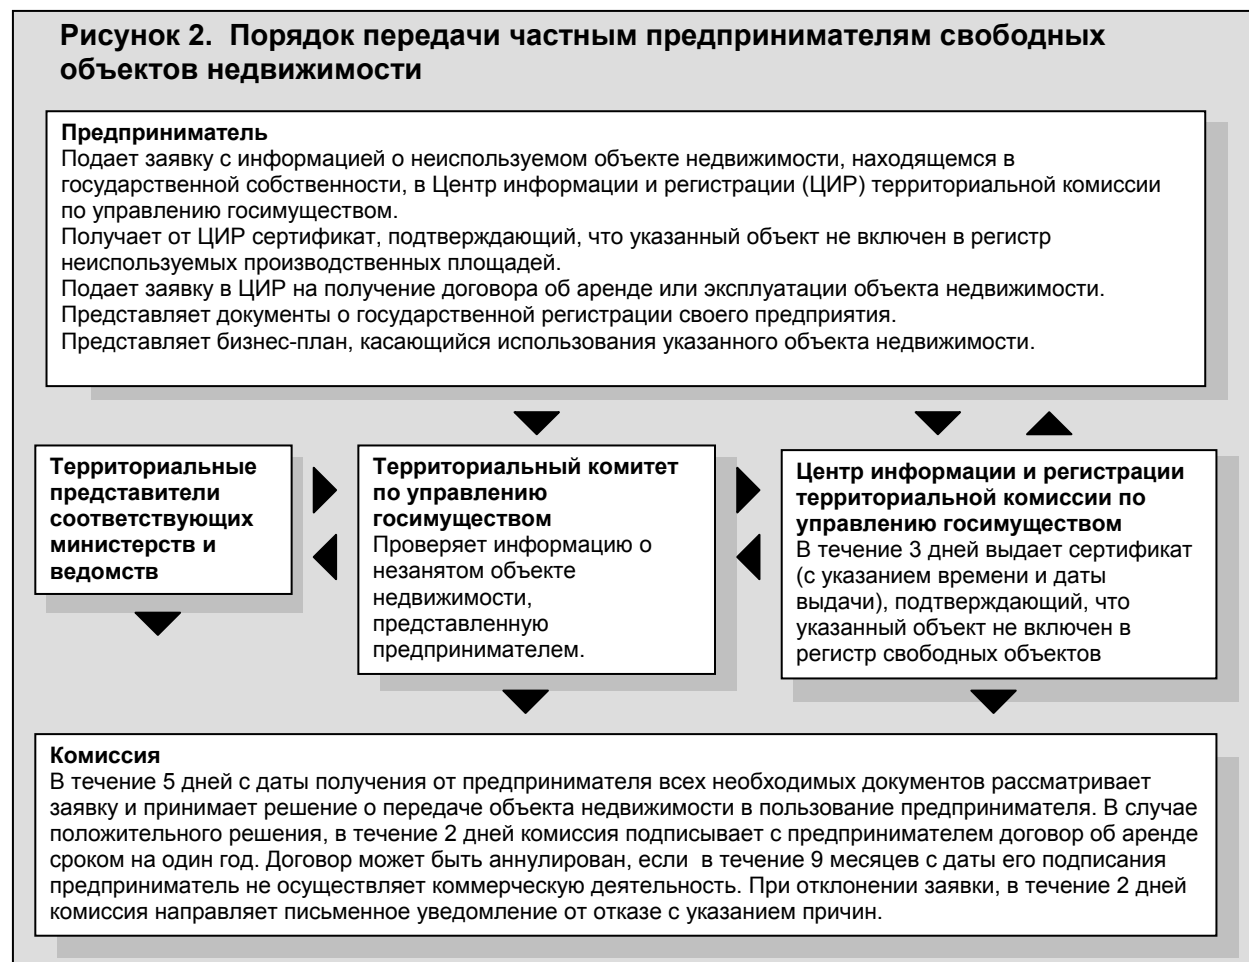 Рисунок 2.  Порядок передачи частным предпринимателям свободных
объектов недвижимости
Предприниматель
Подает заявку с информацией о неиспользуемом объекте недвижимости, находящемся в
государственной собственности, в Центр информации и регистрации (ЦИР) территориальной комиссии
по управлению госимуществом.
Получает от ЦИР сертификат, подтверждающий, что указанный объект не включен в регистр
неиспользуемых производственных площадей.
Подает заявку в ЦИР на получение договора об аренде или эксплуатации объекта недвижимости.
Представляет документы о государственной регистрации своего предприятия.
Представляет бизнес-план, касающийся использования указанного объекта недвижимости.
Территориальные
представители
соответствующих
министерств и
ведомств
Территориальный комитет
по управлению
госимуществом
Проверяет информацию о
незанятом объекте
недвижимости,
представленную
предпринимателем.
Центр информации и регистрации
территориальной комиссии по
управлению госимуществом
В течение 3 дней выдает сертификат
(с указанием времени и даты
выдачи), подтверждающий, что
указанный объект не включен в
регистр свободных объектов
Комиссия
В течение 5 дней с даты получения от предпринимателя всех необходимых документов рассматривает
заявку и принимает решение о передаче объекта недвижимости в пользование предпринимателя. В случае
положительного решения, в течение 2 дней комиссия подписывает с предпринимателем договор об аренде
сроком на один год. Договор может быть аннулирован, если  в течение 9 месяцев с даты его подписания
предприниматель не осуществляет коммерческую деятельность. При отклонении заявки, в течение 2 дней
комиссия направляет письменное уведомление от отказе с указанием причин.